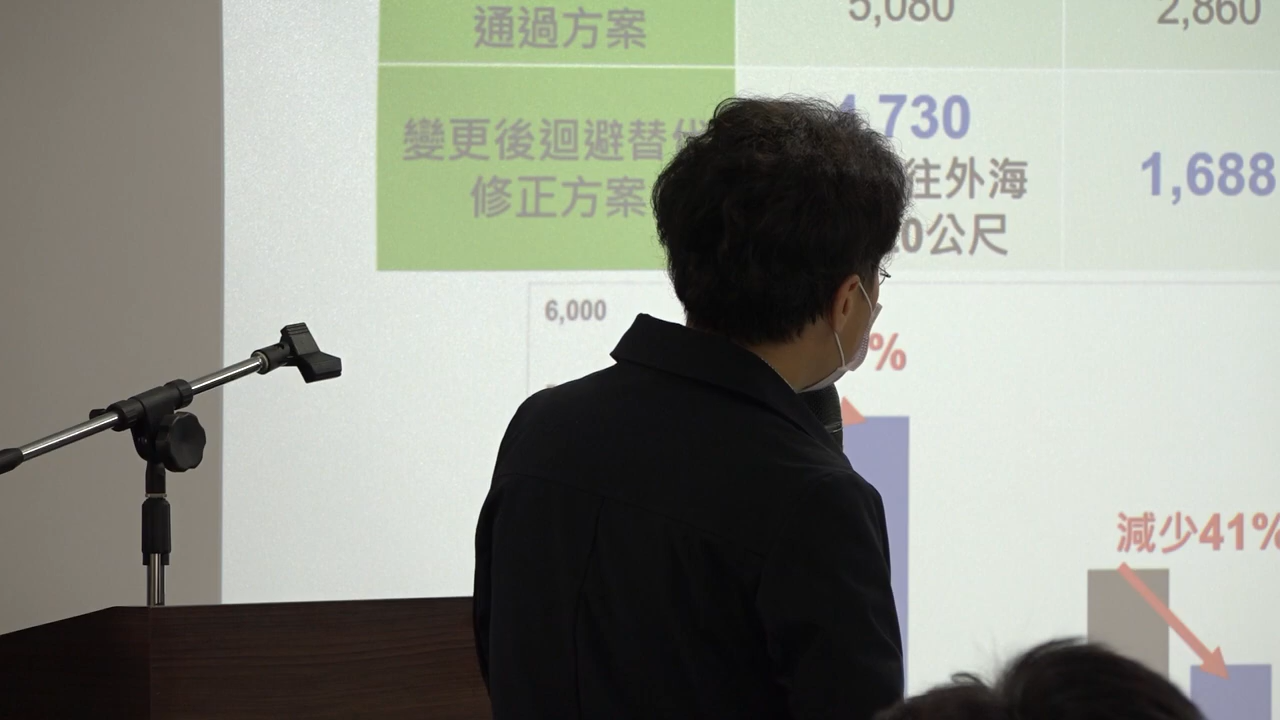 通過方案
5,080
2,860
變更後迴避替代
修正方案
4,730
往外海
0公尺
1,688
6,000
%
減少41%